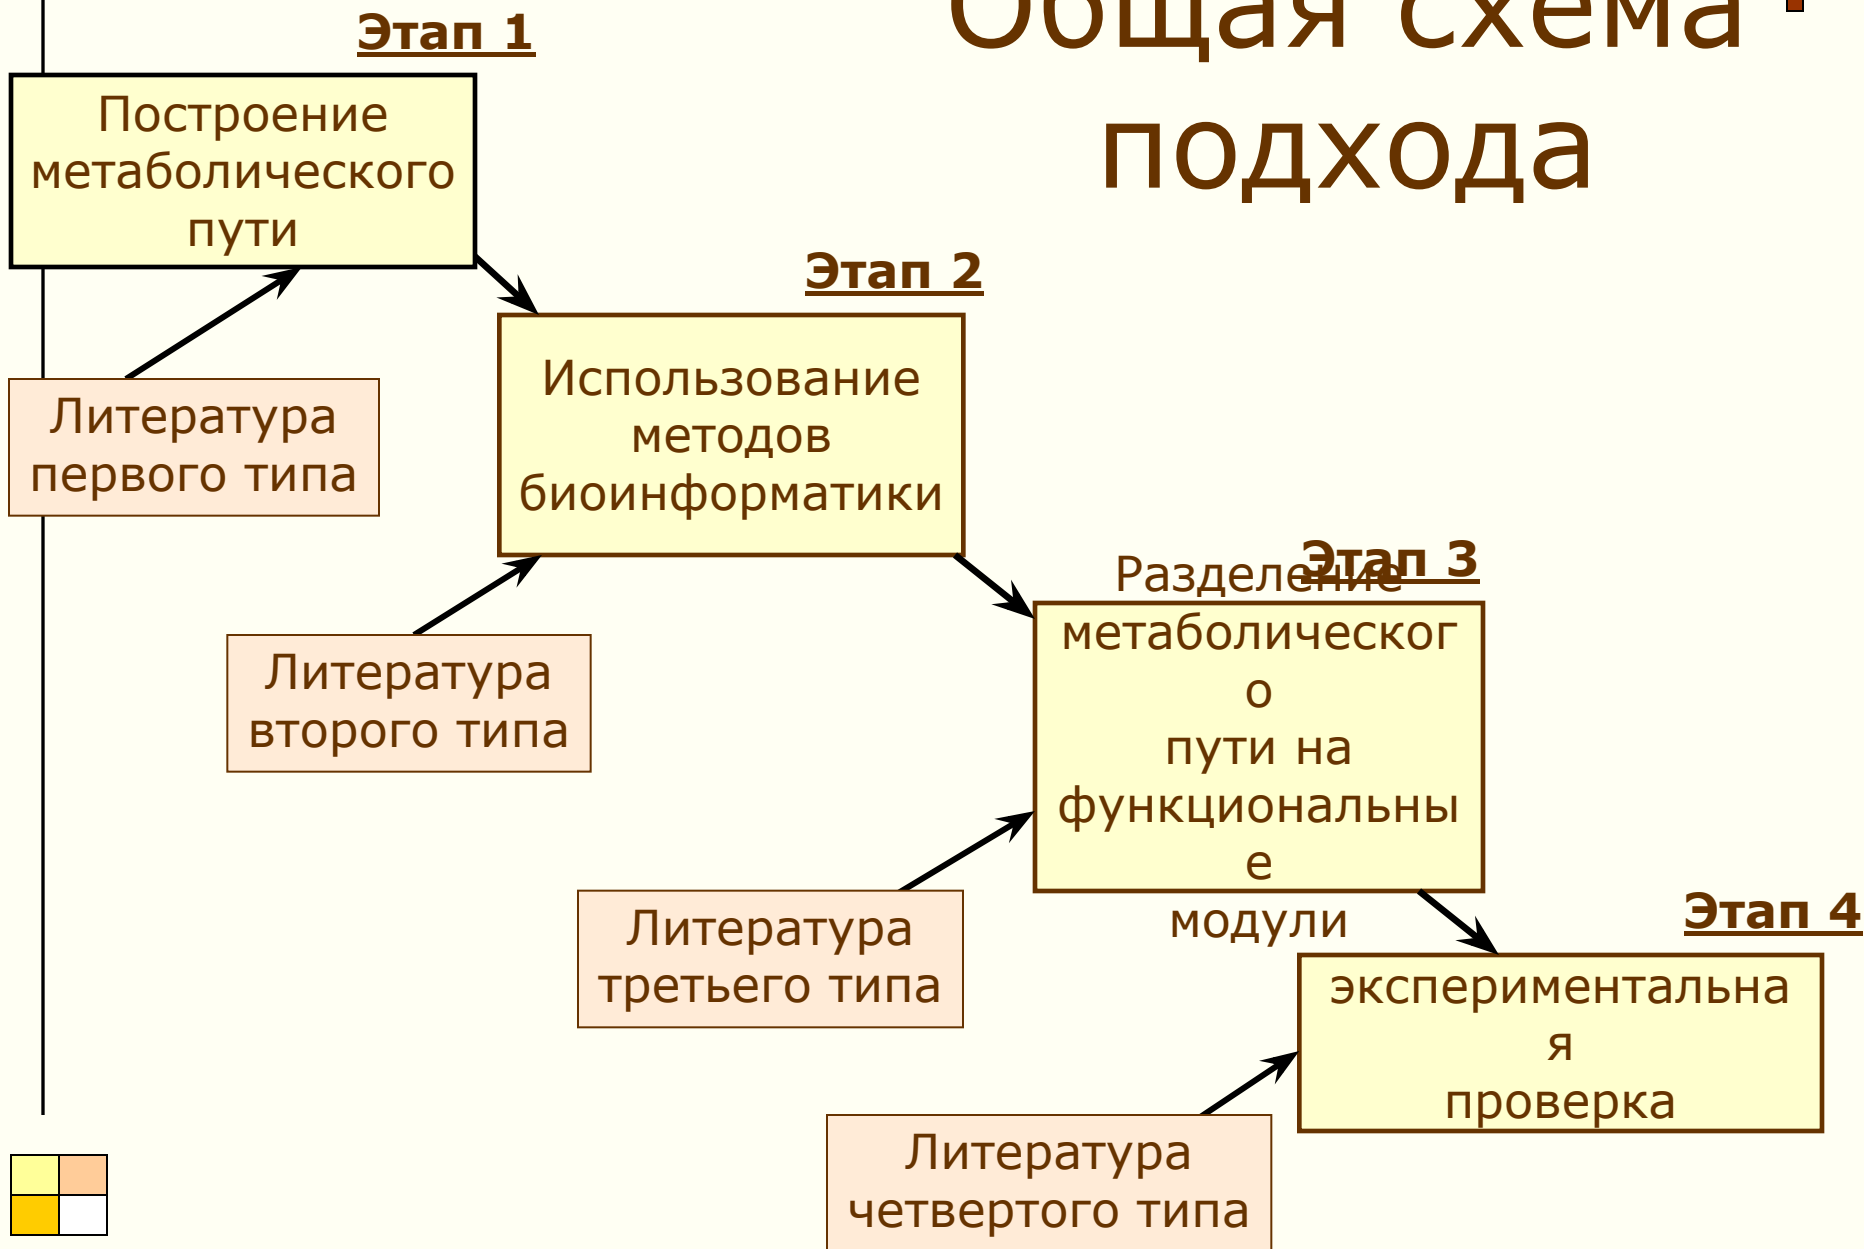 Общая схема
подхода
Этап 1
Построение
метаболического
пути
Литература
первого типа
Этап 2
Использование
методов
биоинформатики
Литература
второго типа
Этап 3
Разделение
метаболическог
о
пути на
функциональны
е
модули
Литература
третьего типа
Этап 4
экспериментальна
я
проверка
Литература
четвертого типа